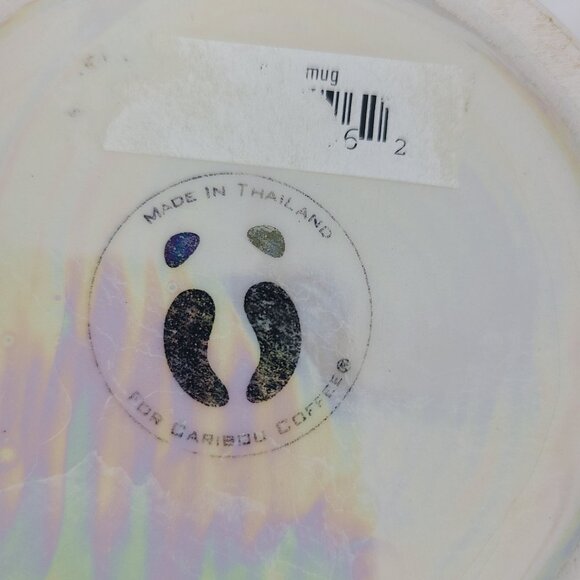 mug
6 2
MADE IN THAILAND
FOR CARIBOU COFFEE®